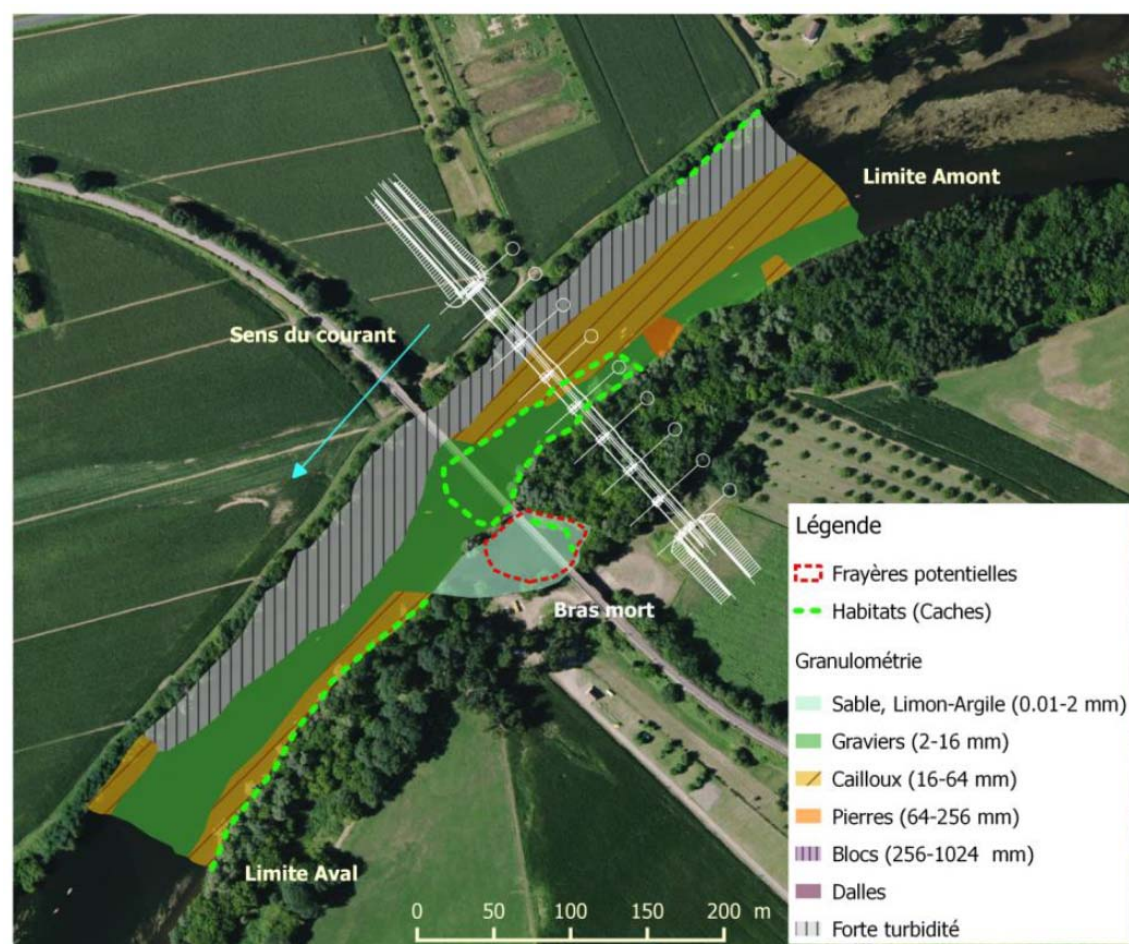 Limite Amont
Sens du courant
Bras mort
Limite Aval
0 50 100 150 200 m
Légende
Frayères potentielles
Habitats (Caches)
Granulométrie
Sable, Limon-Argile (0.01-2 mm)
Graviers (2-16 mm)
Cailloux (16-64 mm)
Pierres (64-256 mm)
Blocs (256-1024 mm)
Dalles
Forte turbidité